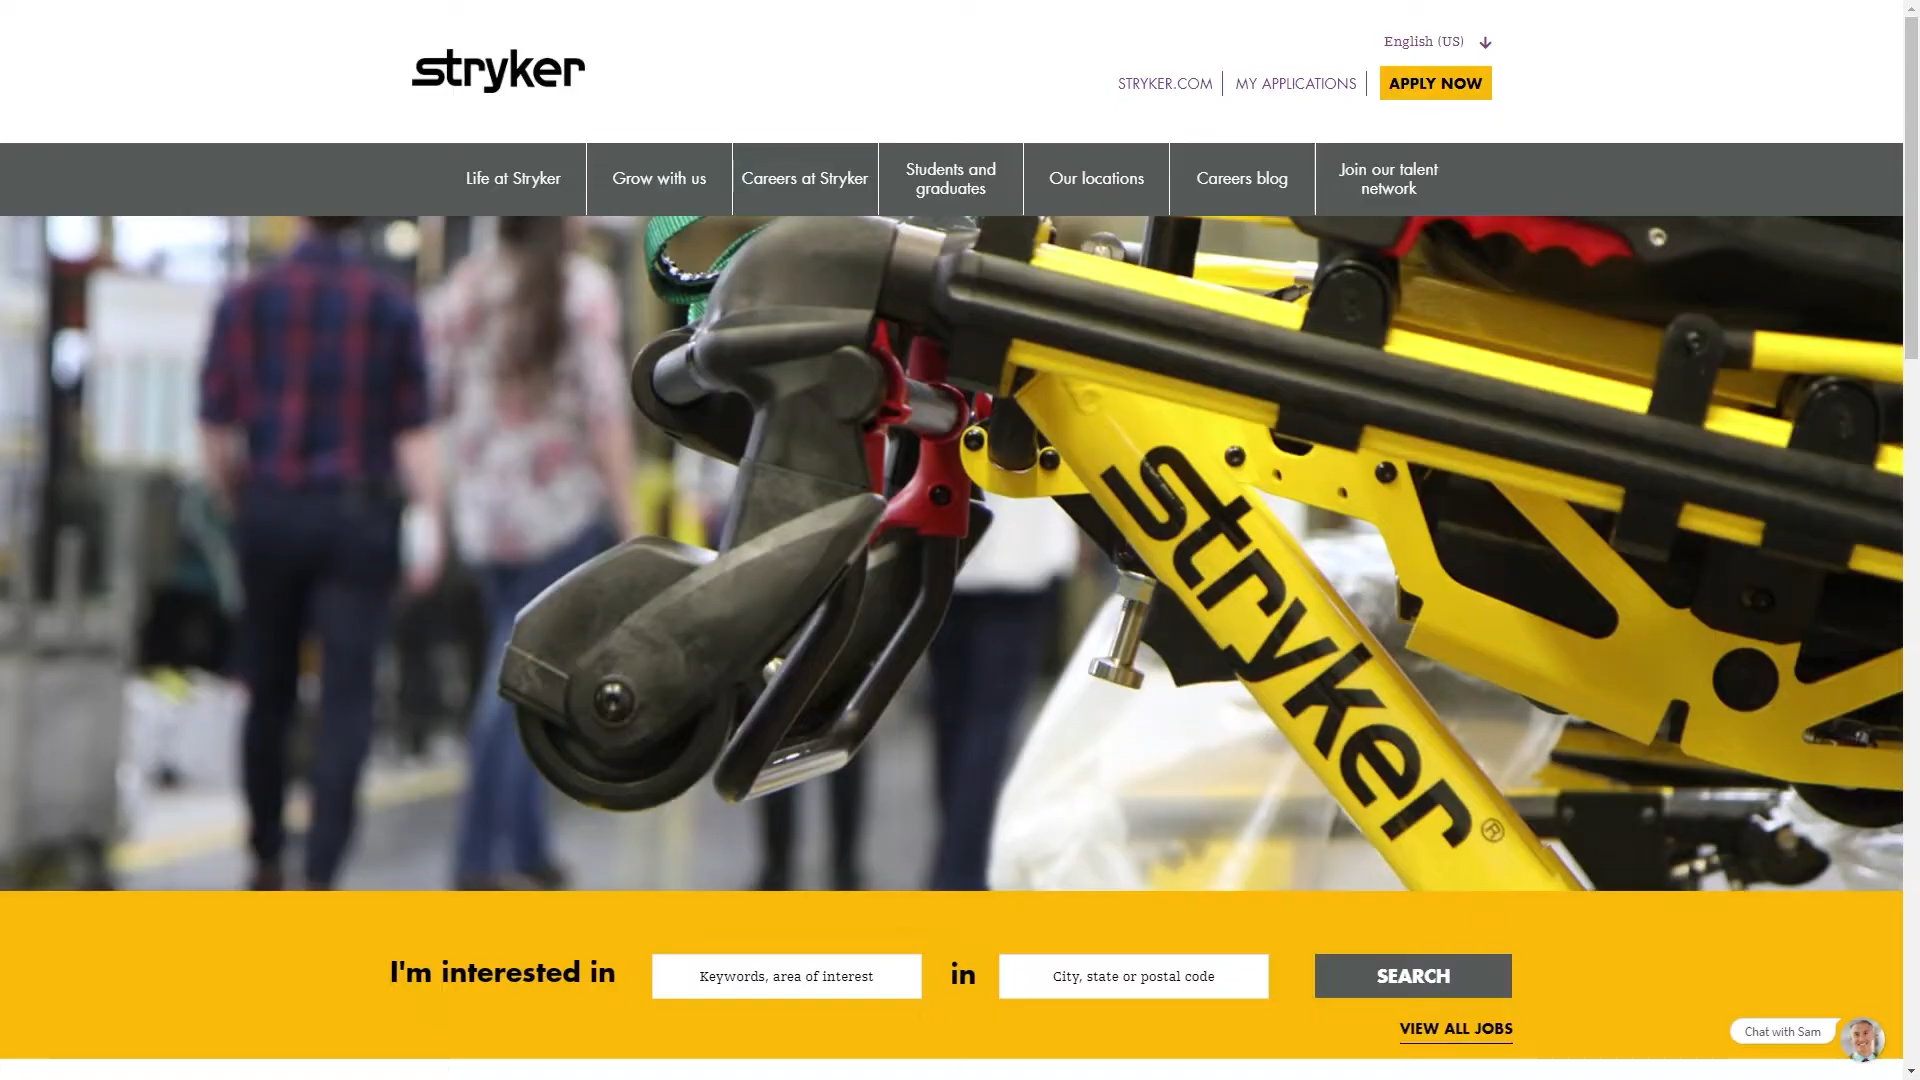 stryker
English (US)
STRYKER.COM
MY APPLICATIONS
APPLY NOW
Life at Stryker
Grow with us
Careers at Stryker
Students and
graduates
Our locations
Careers blog
Join our talent
network
stryker®
I'm interested in
Keywords, area of interest
in
City, state or postal code
SEARCH
VIEW ALL JOBS
Chat with Sam